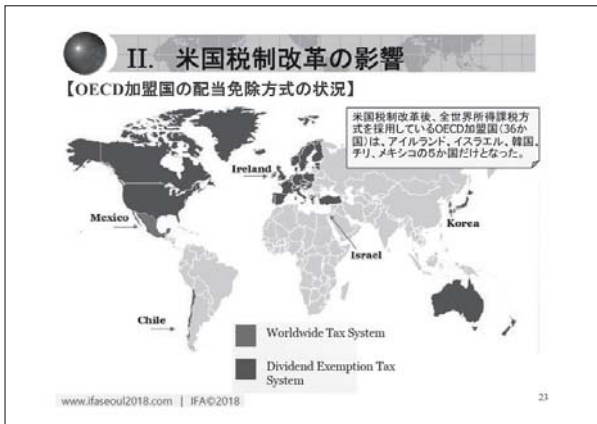 II. 米国税制改革の影響
【OECD加盟国の配当免除方式の状況】
米国税制改革後、全世界所得課税方
式を採用しているOECD加盟国(36か
国)は、アイルランド、イスラエル、韓国、
チリ、メキシコの5か国だけとなった。
Ireland
Mexico
Korea
Israel
Chile
Worldwide Tax System
Dividend Exemption Tax
System
www.ifaseoul2018.com | IFA©2018
23